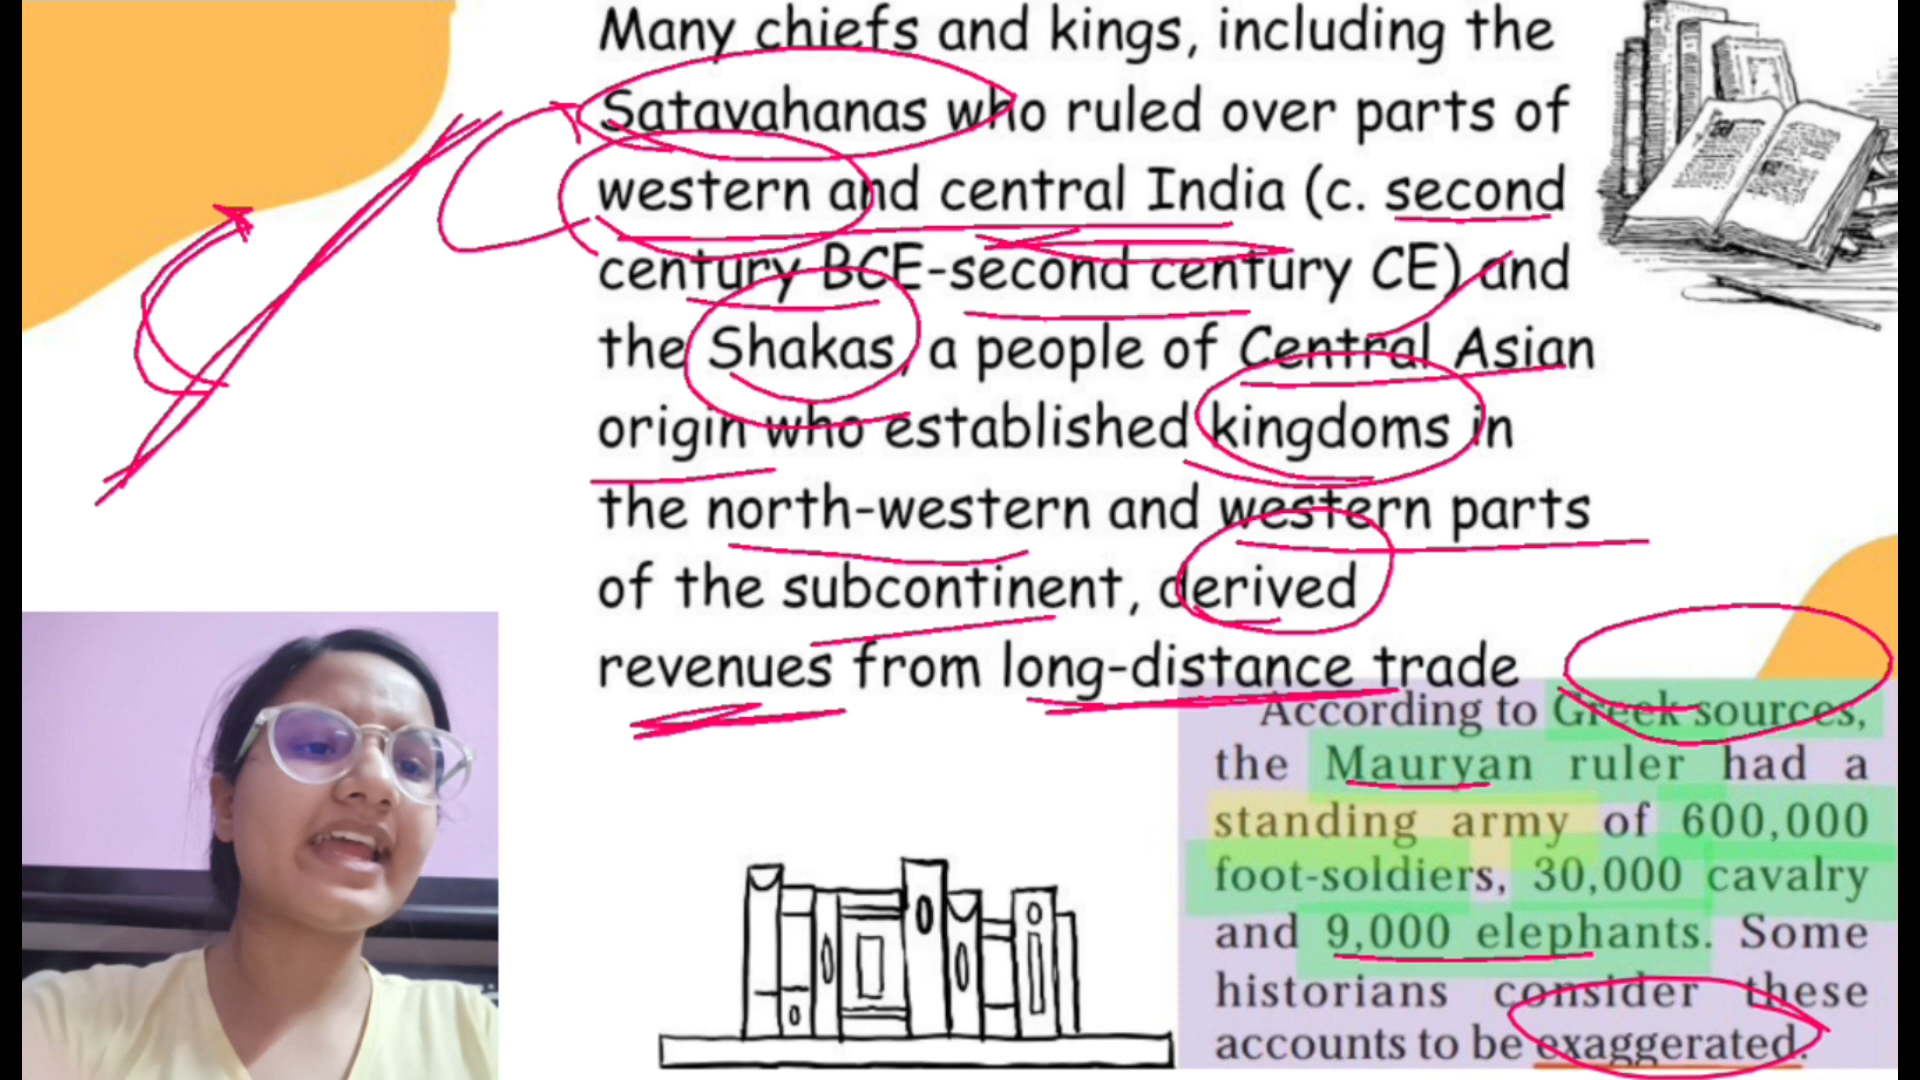 Many chiefs and kings, including the
Satavahanas who ruled over parts of
western and central India (c. second
century BCE-second century CE) and
the Shakas, a people of Central Asian
origin who established kingdoms in
the north-western and western parts
of the subcontinent, derived
revenues from long-distance trade
According to Greek sources,
the Mauryan ruler had a
standing army of 600,000
foot-soldiers, 30,000 cavalry
and 9,000 elephants. Some
historians consider these
accounts to be exaggerated.